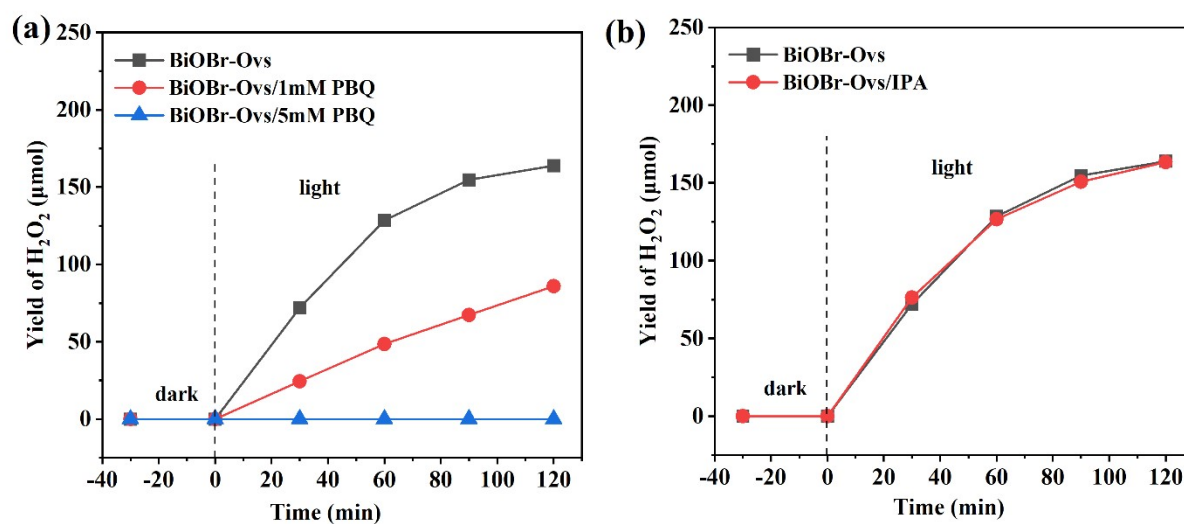 (a)
BiOBr-Ovs
BiOBr-Ovs/1mM PBQ
BiOBr-Ovs/5mM PBQ
light
dark
Yield of H₂O₂ (μmol)
250
200
150
100
50
0
-40 -20 0 20 40 60 80 100 120
Time (min)
(b)
BiOBr-Ovs
BiOBr-Ovs/IPA
light
dark
Yield of H₂O₂ (μmol)
250
200
150
100
50
0
-40 -20 0 20 40 60 80 100 120
Time (min)